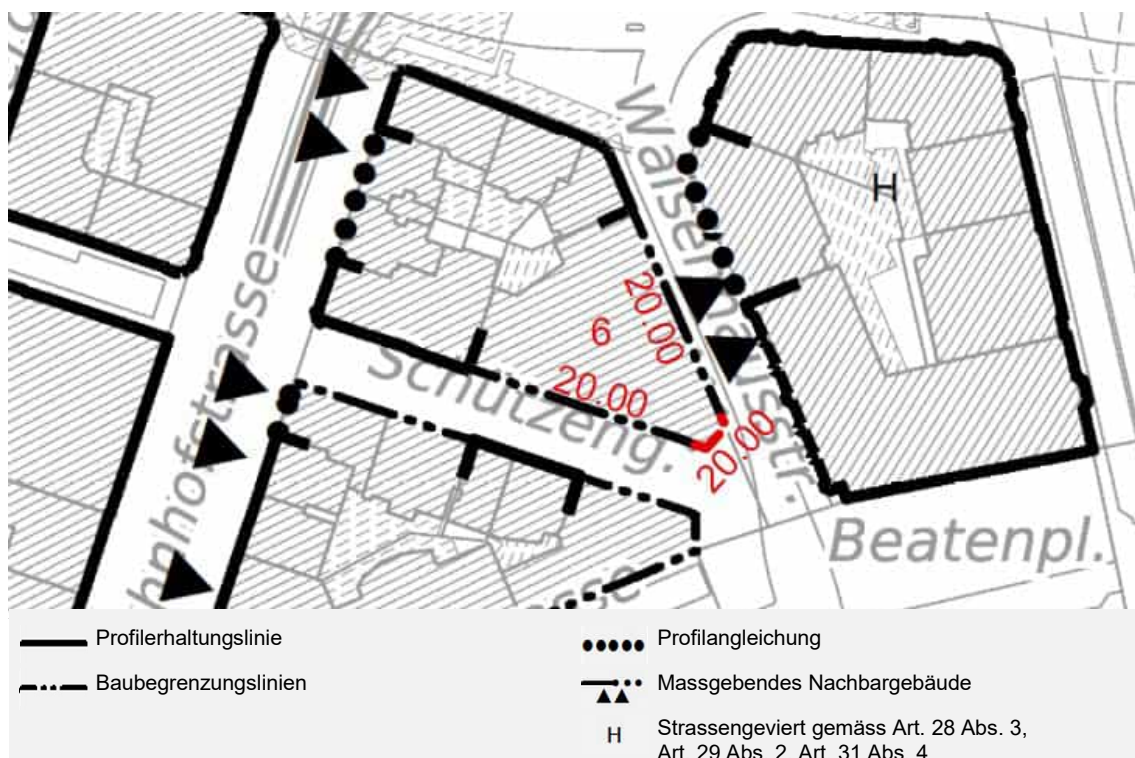 Waisenhausstr.
H
hnhofstrasse
20.00
6
20.00
Schützeng.
20.00
Beatenpl.
Profilerhaltungslinie
Baubegrenzungslinien
Profilangleichung
Massgebendes Nachbargebäude
H
Strassengeviert gemäss Art. 28 Abs. 3,
Art. 29 Abs. 2, Art. 31 Abs. 4